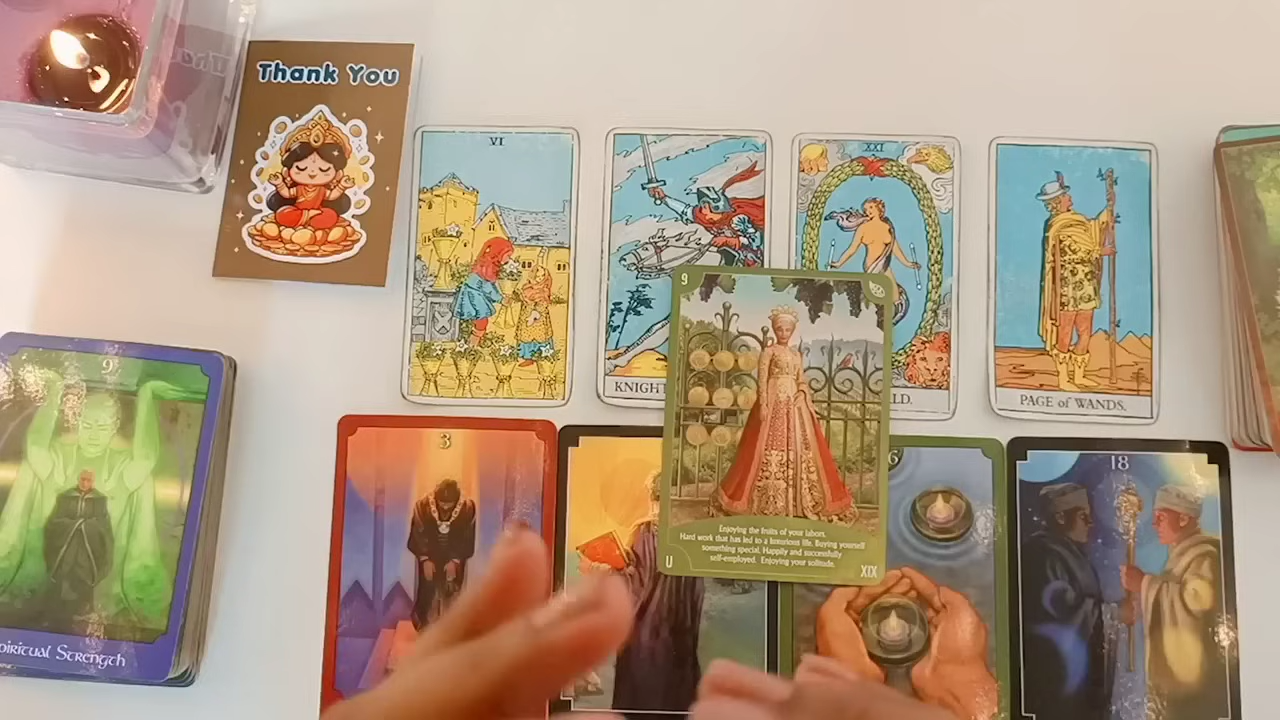 Thank You
VI
KNIGHT
XXI
LD.
PAGE of WANDS.
9
Enjoying the fruits of your labors.
Hard work that has led to a luxurious life. Buying yourself
something special. Happily and successfully
self-employed. Enjoying your solitude.
U
XIX
9
piritual Strength
3
6
18